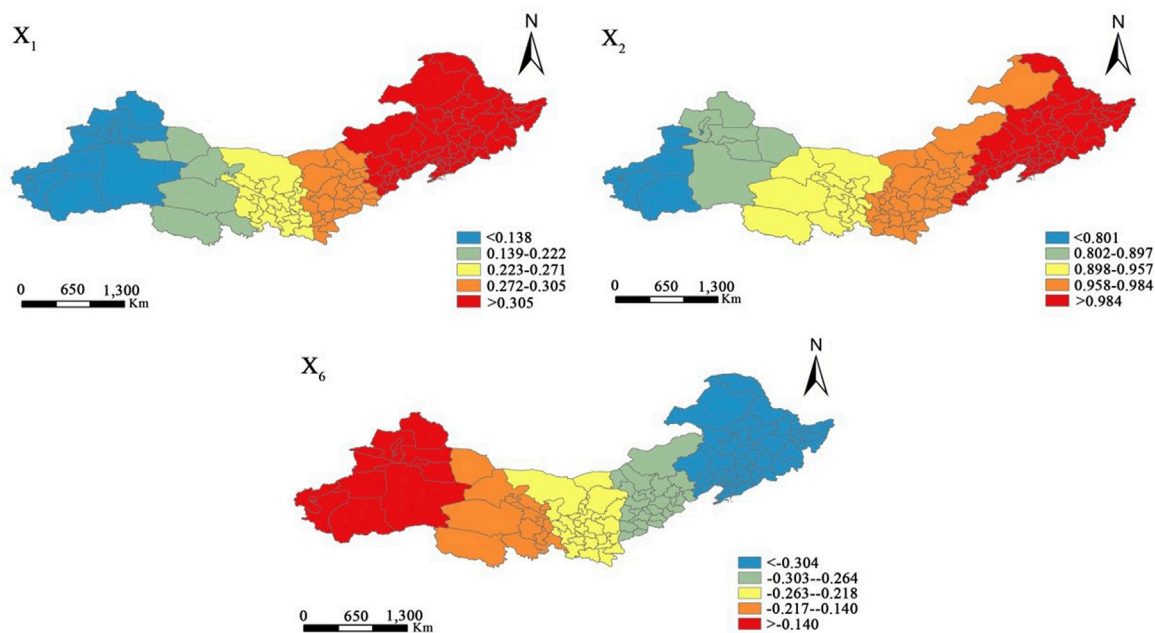 X1
N
<0.138
0.139-0.222
0.223-0.271
0.272-0.305
>0.305
0 650 1,300
Km
X2
N
<0.801
0.802-0.897
0.898-0.957
0.958-0.984
>0.984
0 650 1,300
Km
X6
N
<-0.304
-0.303--0.264
-0.263--0.218
-0.217--0.140
>-0.140
0 650 1,300
Km